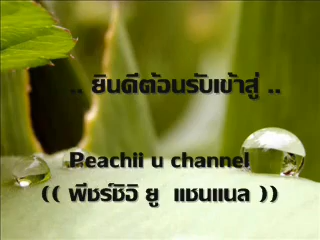 .. ยินดีต้อนรับเข้าสู่ ..
Peachii u channel
(( พีชร์ชิอิ ยู แชนแนล ))